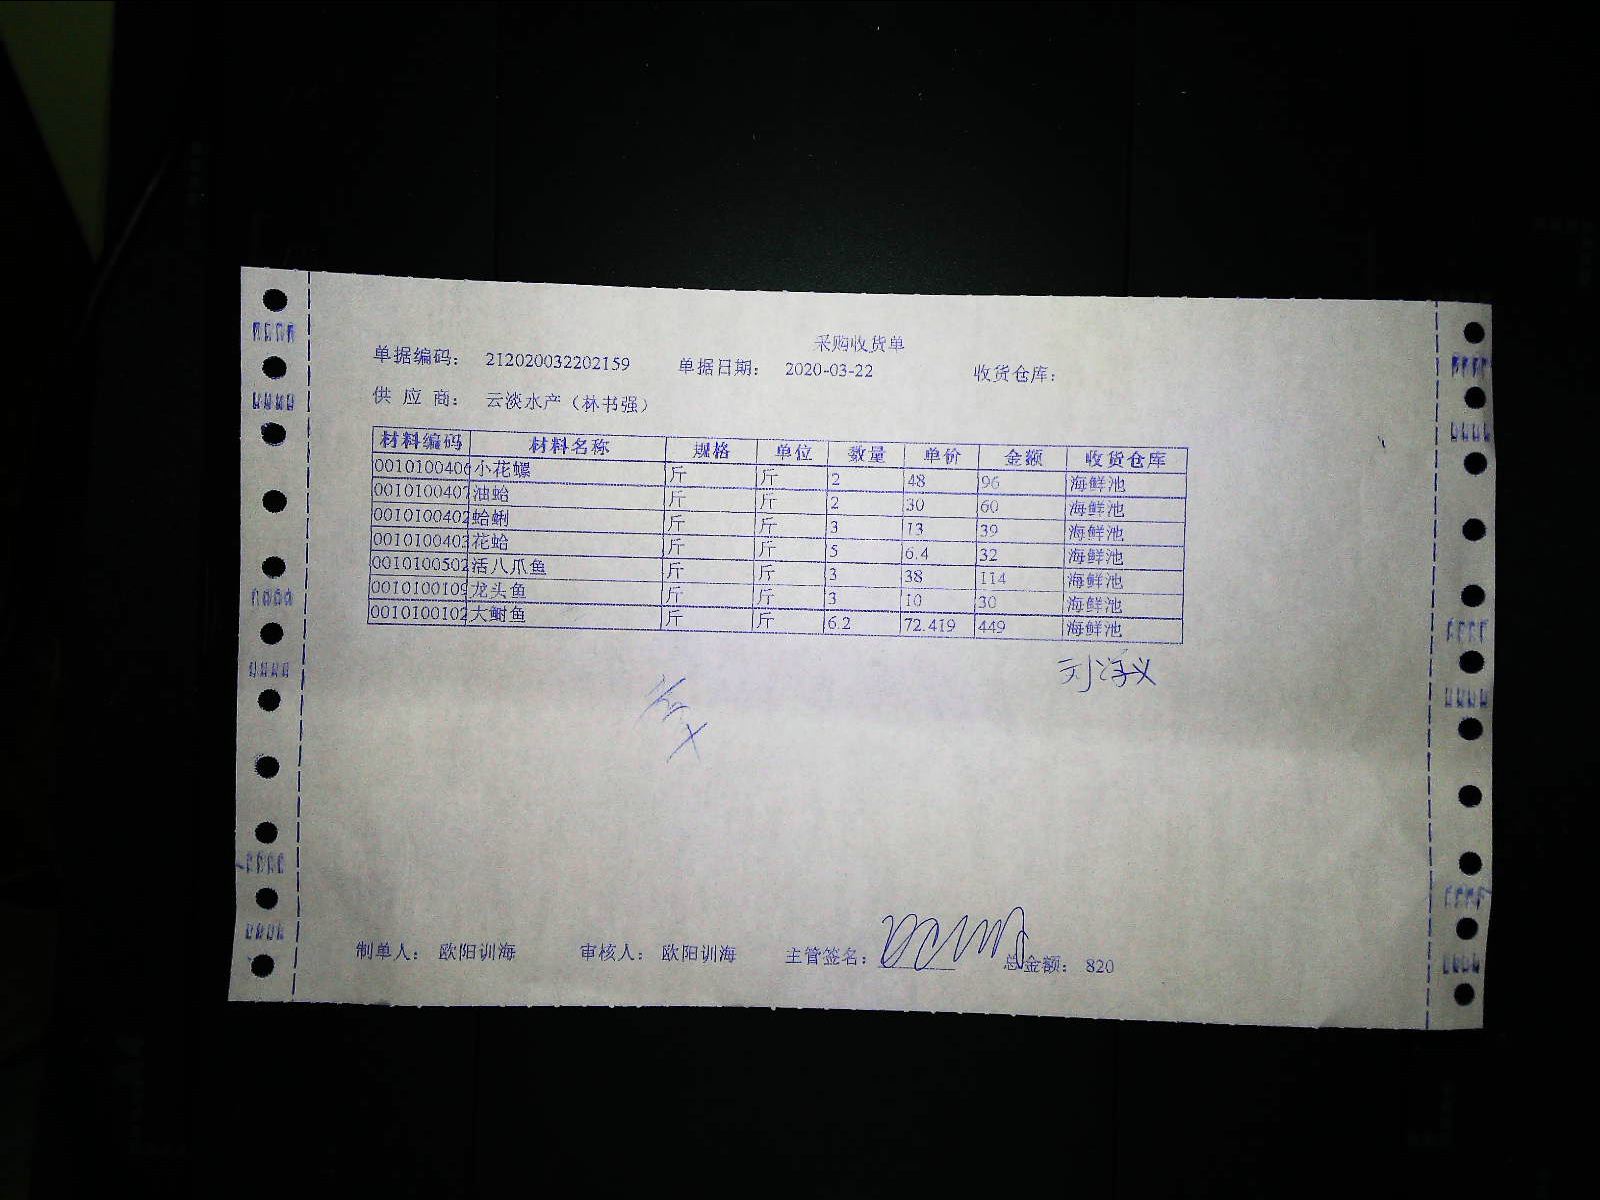 采购收货单
单据编码： 212020032202159 单据日期： 2020-03-22 收货仓库：
供 应 商： 云淡水产（林书强）
材料编码 材料名称 规格 单位 数量 单价 金额 收货仓库
0010100406 小花螺 斤 斤 2 48 96 海鲜池
0010100407 油蛤 斤 斤 2 30 60 海鲜池
0010100402 蛤蜊 斤 斤 3 13 39 海鲜池
0010100403 花蛤 斤 斤 5 6.4 32 海鲜池
0010100502 活八爪鱼 斤 斤 3 38 114 海鲜池
0010100109 龙头鱼 斤 斤 3 10 30 海鲜池
0010100102 大鲥鱼 斤 斤 6.2 72.419 449 海鲜池
制单人： 欧阳训海 审核人： 欧阳训海 主管签名： 总金额： 820